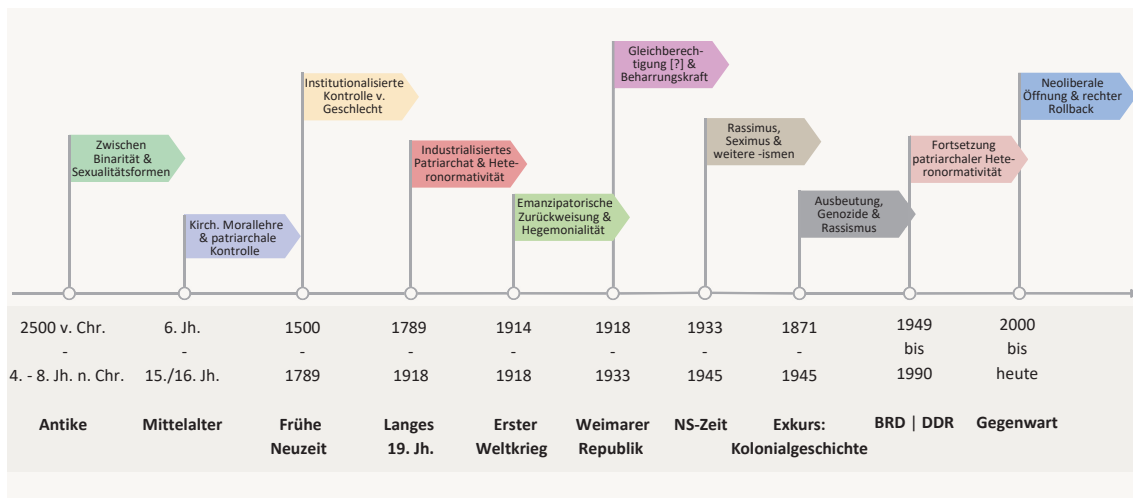 Zwischen
Binarität &
Sexualitätsformen
Kirch. Morallehre
& patriarchale
Kontrolle
Institutionalisierte
Kontrolle v.
Geschlecht
Industrialisiertes
Patriarchat & Hete-
ronormativität
Emanzipatorische
Zurückweisung &
Hegemonialität
Gleichberech-
tigung [?] &
Beharrungskraft
Rassimus,
Seximus &
weitere -ismen
Ausbeutung,
Genozide &
Rassismus
Fortsetzung
patriarchaler Hete-
ronormativität
Neoliberale
Öffnung & rechter
Rollback
2500 v. Chr.
-
4. - 8. Jh. n. Chr.
Antike
6. Jh.
-
15./16. Jh.
Mittelalter
1500
-
1789
Frühe
Neuzeit
1789
-
1918
Langes
19. Jh.
1914
-
1918
Erster
Weltkrieg
1918
-
1933
Weimarer
Republik
1933
-
1945
NS-Zeit
1871
-
1945
Exkurs:
Kolonialgeschichte
1949
bis
1990
BRD | DDR
2000
bis
heute
Gegenwart